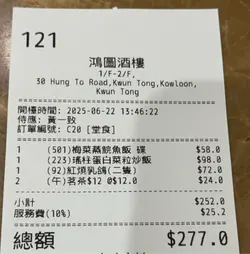 121
鴻圖酒樓
1/F-2/F,
30 Hung To Road,Kwun Tong,Kowloon,
Kwun Tong
開檯時間: 2025-06-22 13:46:22
侍應: 黃一致
訂單編號: C20 [堂食]
1 (501)梅菜蒸鯇魚飯 碟 $58.0
1 (223)瑤柱蛋白菜粒炒飯 $98.0
1 (92)紅燒乳鴿(二隻) $72.0
2 (午)茗茶$12 @$12.0 $24.0
小計 $252.0
服務費(10%) $25.2
總額 $277.0